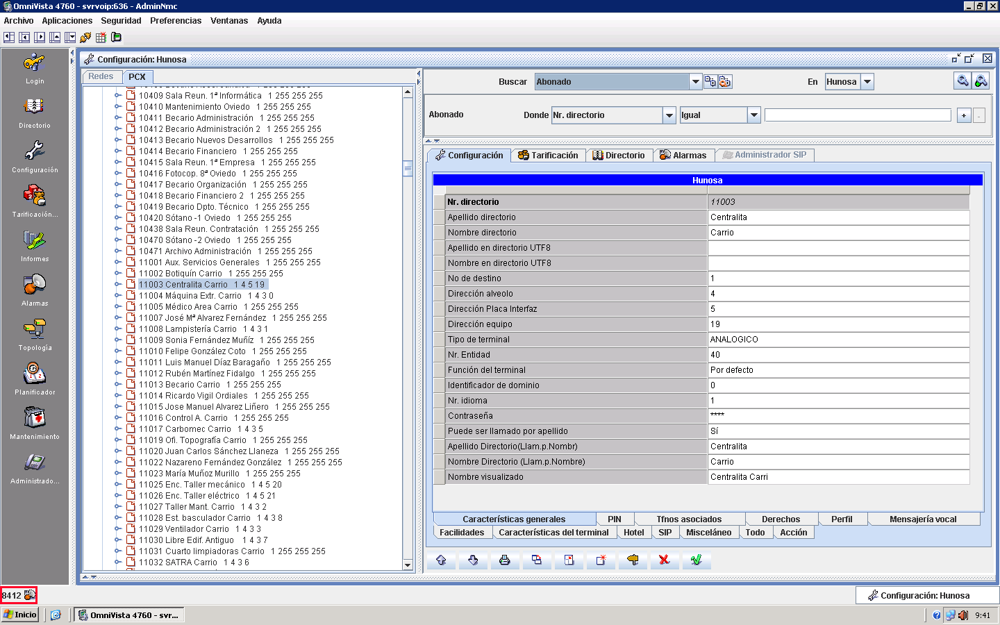 OmniVista 4760 - svrvoip:636 - AdminNmc
Archivo Aplicaciones Seguridad Preferencias Ventanas Ayuda
Login
Directorio
Configuración
Tarificación...
Informes
Alarmas
Topología
Planificador
Mantenimiento
Administrado...
Configuración: Hunosa
Redes PCX
10409 Sala Reun. 1ª Informática 1 255 255 255
10410 Mantenimiento Oviedo 1 255 255 255
10411 Becario Administración 1 255 255 255
10412 Becario Administración 2 1 255 255 255
10413 Becario Nuevos Desarrollos 1 255 255 255
10414 Becario Financiero 1 255 255 255
10415 Sala Reun. 1ª Empresa 1 255 255 255
10416 Fotocop. 8ª Oviedo 1 255 255 255
10417 Becario Organización 1 255 255 255
10418 Becario Financiero 2 1 255 255 255
10419 Becario Dpto. Técnico 1 255 255 255
10420 Sótano -1 Oviedo 1 255 255 255
10438 Sala Reun. Contratación 1 255 255 255
10470 Sótano -2 Oviedo 1 255 255 255
10471 Archivo Administración 1 255 255 255
11001 Aux. Servicios Generales 1 255 255 255
11002 Botiquín Carrio 1 255 255 255
11003 Centralita Carrio 1 4 5 19
11004 Máquina Extr. Carrio 1 4 3 0
11005 Médico Area Carrio 1 255 255 255
11007 José Mª Alvarez Fernández 1 255 255 255
11008 Lampistería Carrio 1 4 3 1
11009 Sonia Fernández Muñíz 1 255 255 255
11010 Felipe González Coto 1 255 255 255
11011 Luis Manuel Díaz Baragaño 1 255 255 255
11012 Rubén Martínez Fidalgo 1 255 255 255
11013 Becario Carrio 1 255 255 255
11014 Ricardo Vigil Ordiales 1 255 255 255
11015 Jose Manuel Alvarez Liñero 1 255 255 255
11016 Control A. Carrio 1 255 255 255
11017 Carbomec Carrio 1 4 3 5
11019 Ofi. Topografía Carrio 1 255 255 255
11020 Juan Carlos Sánchez Llaneza 1 255 255 255
11022 Nazareno Fernández González 1 255 255 255
11023 María Muñoz Murillo 1 255 255 255
11025 Enc. Taller mecánico 1 4 5 20
11026 Enc. Taller eléctrico 1 4 5 21
11027 Taller Mant. Carrio 1 4 3 2
11028 Est. basculador Carrio 1 4 3 8
11029 Ventilador Carrio 1 4 3 3
11030 Libre Edif. Antiguo 1 4 3 7
11031 Cuarto limpiadoras Carrio 1 255 255 255
11032 SATRA Carrio 1 4 3 6
Buscar Abonado En Hunosa
Abonado Donde Nr. directorio Igual + -
Configuración Tarificación Directorio Alarmas Administrador SIP
Hunosa
Nr. directorio 11003
Apellido directorio Centralita
Nombre directorio Carrio
Apellido en directorio UTF8
Nombre en directorio UTF8
No de destino 1
Dirección alveolo 4
Dirección Placa Interfaz 5
Dirección equipo 19
Tipo de terminal ANALOGICO
Nr. Entidad 40
Función del terminal Por defecto
Identificador de dominio 0
Nr. idioma 1
Contraseña ****
Puede ser llamado por apellido Sí
Apellido Directorio(Llam.p.Nombr) Centralita
Nombre Directorio (Llam.p.Nombre) Carrio
Nombre visualizado Centralita Carri
Características generales PIN Tfnos asociados Derechos Perfil Mensajería vocal
Facilidades Características del terminal Hotel SIP Misceláneo Todo Acción
8412
Configuración: Hunosa
Inicio OmniVista 4760 - svr... 9:41